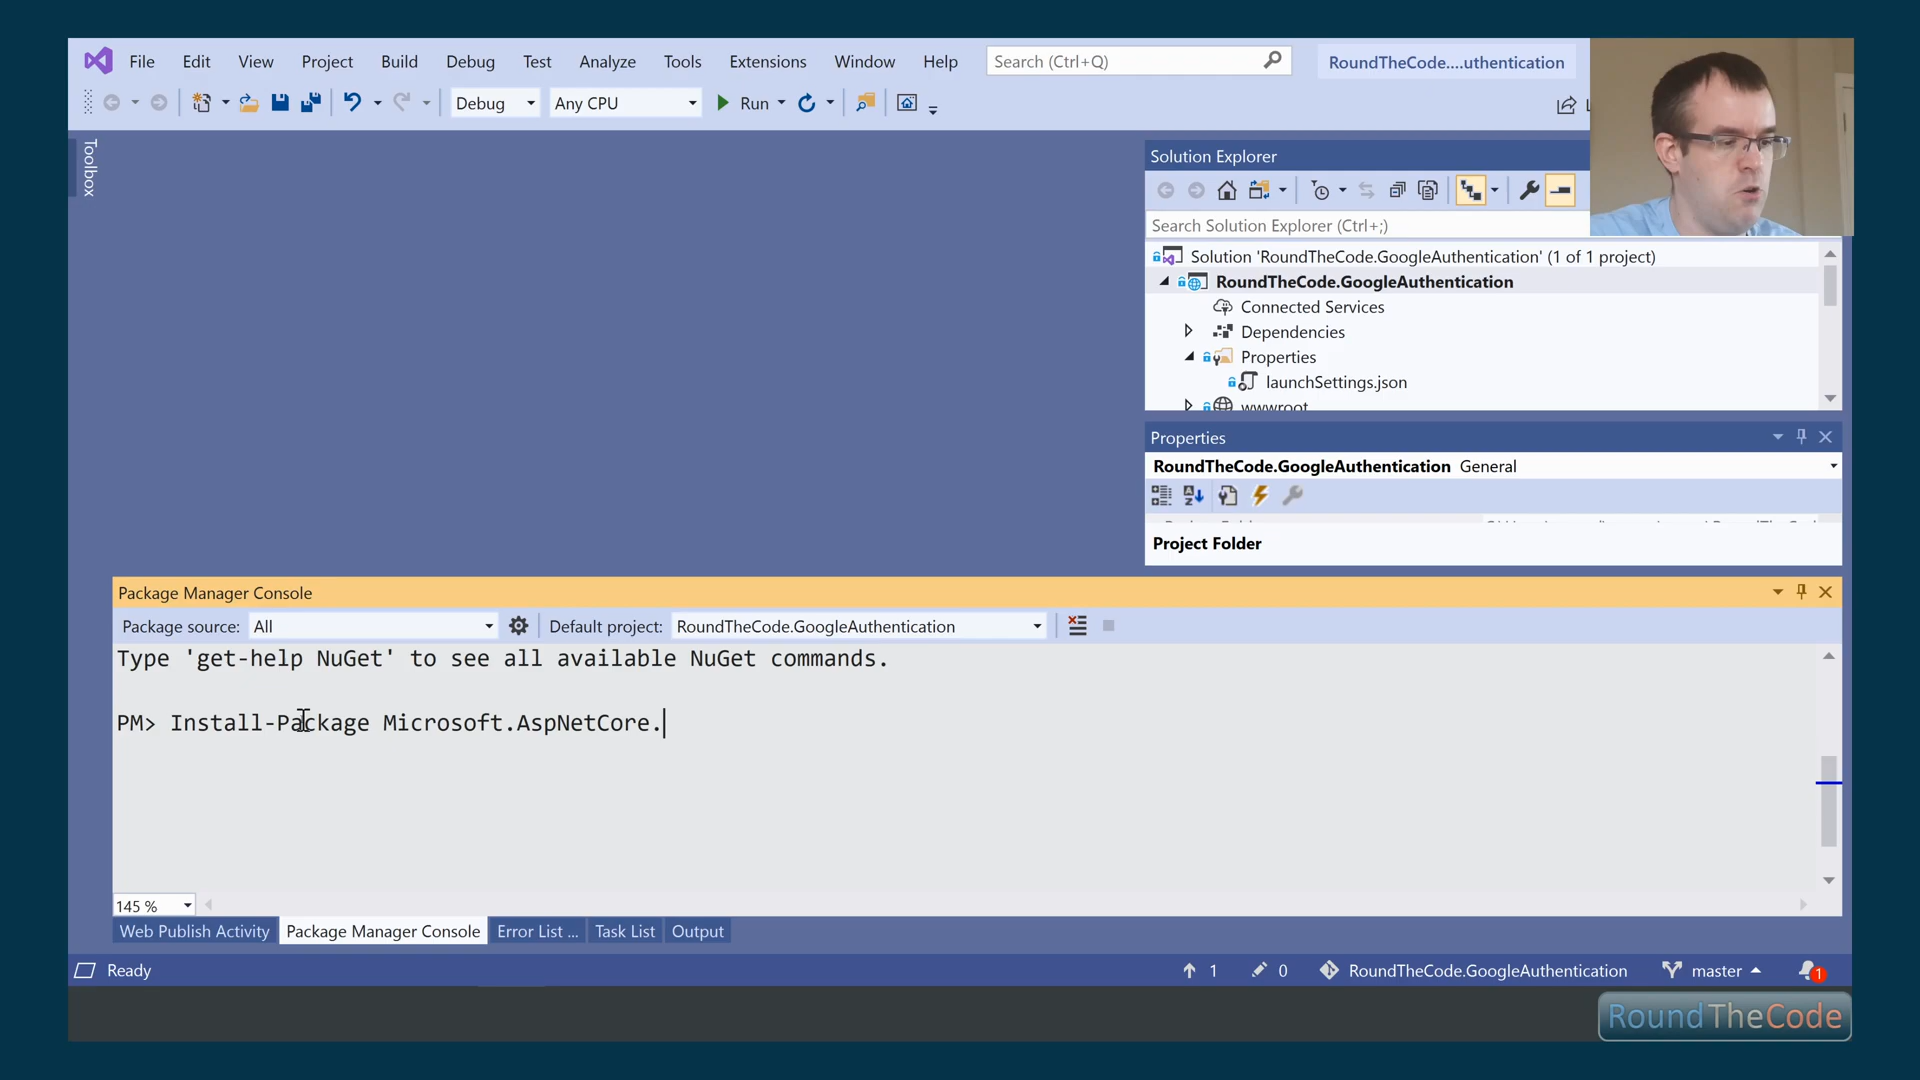 File Edit View Project Build Debug Test Analyze Tools Extensions Window Help Search (Ctrl+Q) RoundTheCode....uthentication
Debug Any CPU Run
Toolbox
Solution Explorer
Search Solution Explorer (Ctrl+;)
Solution 'RoundTheCode.GoogleAuthentication' (1 of 1 project)
RoundTheCode.GoogleAuthentication
Connected Services
Dependencies
Properties
launchSettings.json
wwwroot
Properties
RoundTheCode.GoogleAuthentication General
Project Folder
Package Manager Console
Package source: All Default project: RoundTheCode.GoogleAuthentication
Type 'get-help NuGet' to see all available NuGet commands.
PM> Install-Package Microsoft.AspNetCore.
145 %
Web Publish Activity Package Manager Console Error List ... Task List Output
Ready 1 0 RoundTheCode.GoogleAuthentication master 1
RoundTheCode